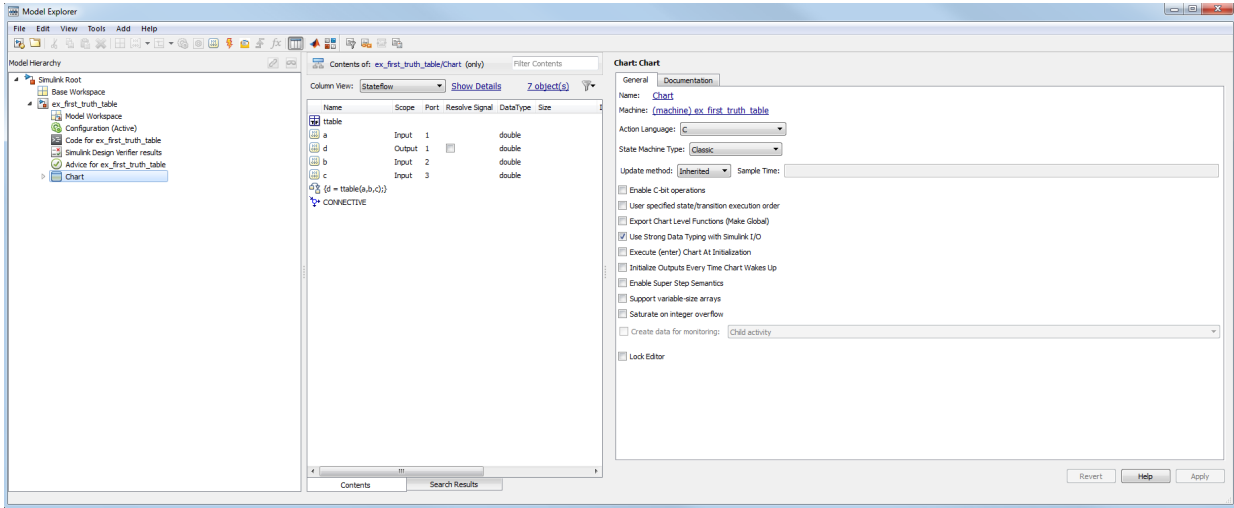 Model Explorer
File Edit View Tools Add Help
Model Hierarchy
Simulink Root
Base Workspace
ex_first_truth_table
Model Workspace
Configuration (Active)
Code for ex_first_truth_table
Simulink Design Verifier results
Advice for ex_first_truth_table
Chart
Contents of: ex_first_truth_table/Chart (only) Filter Contents
Column View: Stateflow Show Details 7 object(s)
Name Scope Port Resolve Signal DataType Size I
ttable
a Input 1 double
d Output 1 double
b Input 2 double
c Input 3 double
{d = ttable(a,b,c);}
CONNECTIVE
Contents Search Results
Chart: Chart
General Documentation
Name: Chart
Machine: (machine) ex_first_truth_table
Action Language: C
State Machine Type: Classic
Update method: Inherited Sample Time:
Enable C-bit operations
User specified state/transition execution order
Export Chart Level Functions (Make Global)
Use Strong Data Typing with Simulink I/O
Execute (enter) Chart At Initialization
Initialize Outputs Every Time Chart Wakes Up
Enable Super Step Semantics
Support variable-size arrays
Saturate on integer overflow
Create data for monitoring: Child activity
Lock Editor
Revert Help Apply